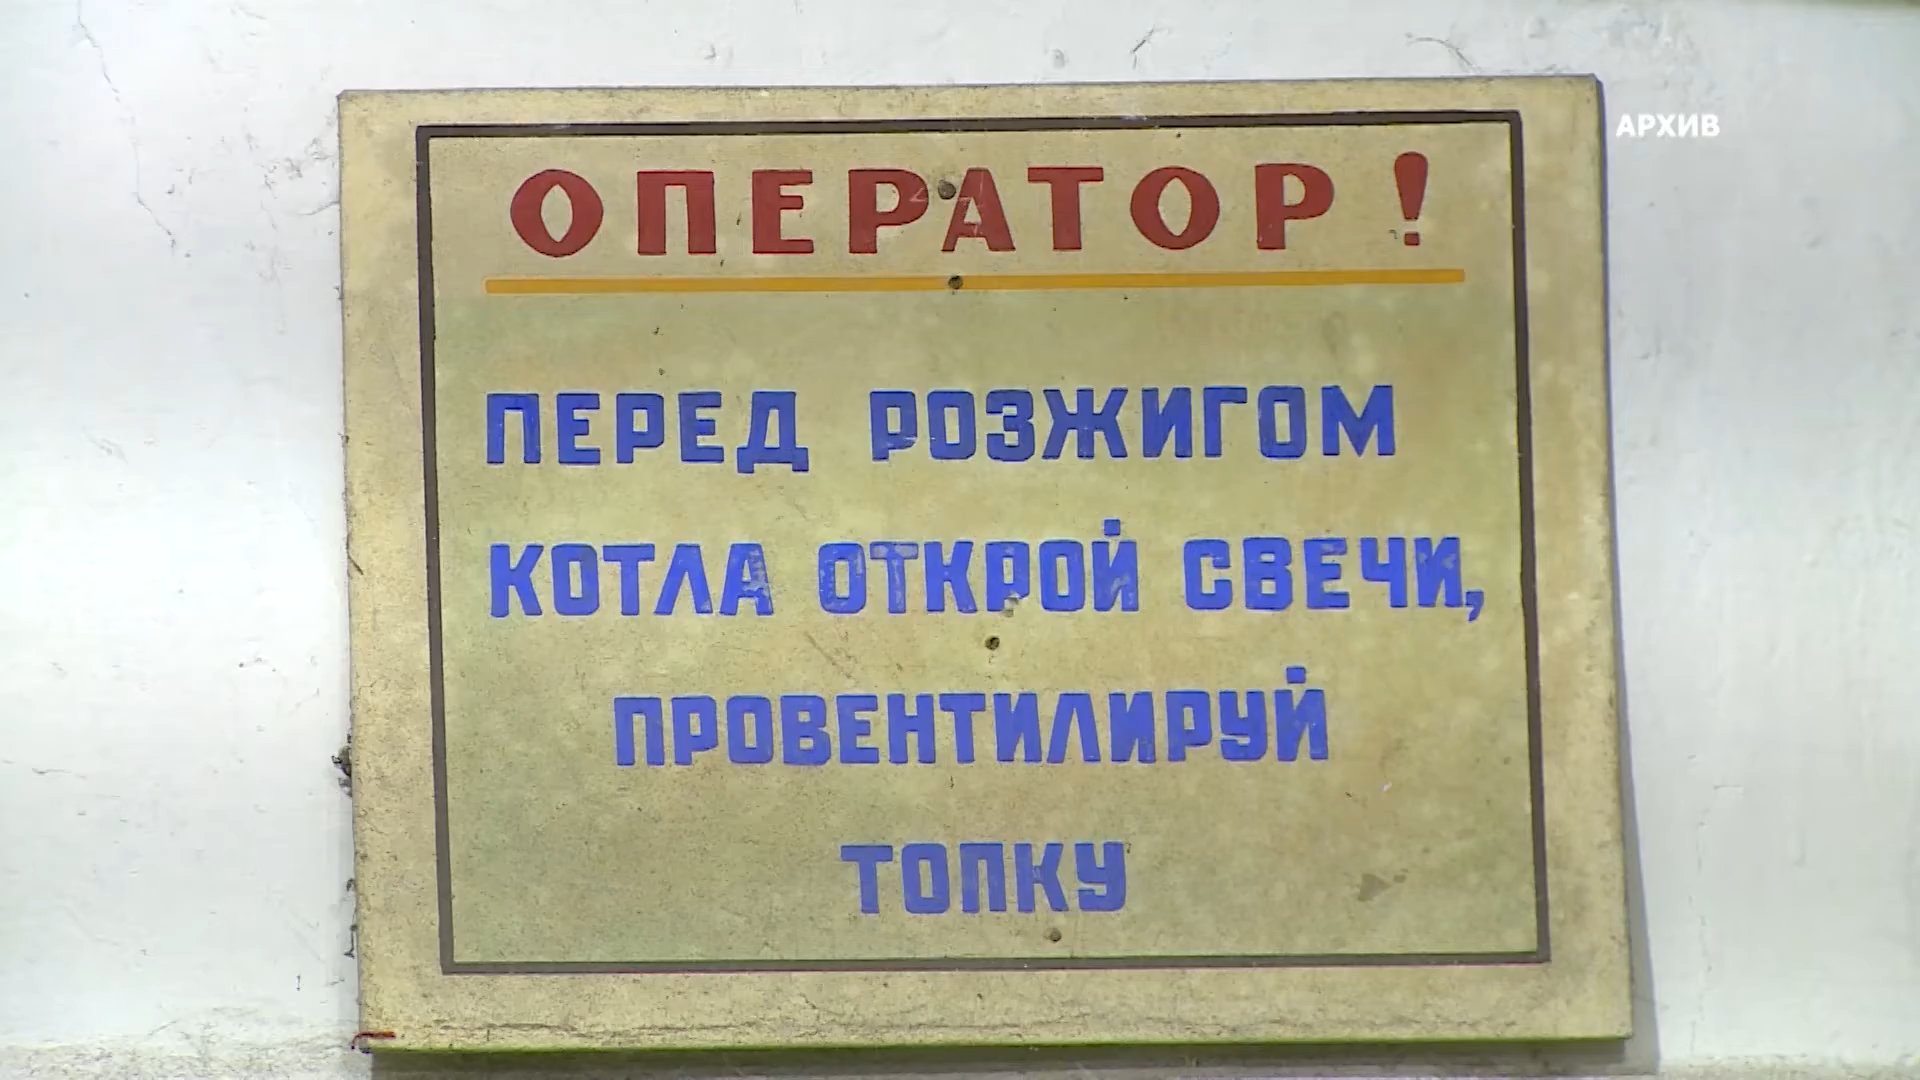 АРХИВ
ОПЕРАТОР!
ПЕРЕД РОЗЖИГОМ
КОТЛА ОТКРОЙ СВЕЧИ,
ПРОВЕНТИЛИРУЙ
ТОПКУ